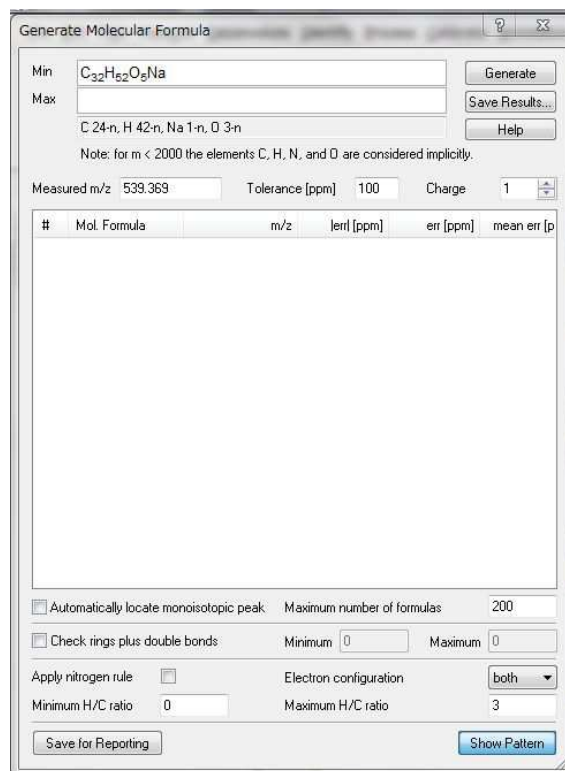 Generate Molecular Formula
Min C₃₂H₅₂O₅Na Generate
Max Save Results...
C 24-n, H 42-n, Na 1-n, O 3-n Help
Note: for m < 2000 the elements C, H, N, and O are considered implicitly.
Measured m/z 539.369 Tolerance [ppm] 100 Charge 1
# Mol. Formula m/z |err| [ppm] err [ppm] mean err [p
Automatically locate monoisotopic peak Maximum number of formulas 200
Check rings plus double bonds Minimum 0 Maximum 0
Apply nitrogen rule Electron configuration both
Minimum H/C ratio 0 Maximum H/C ratio 3
Save for Reporting Show Pattern